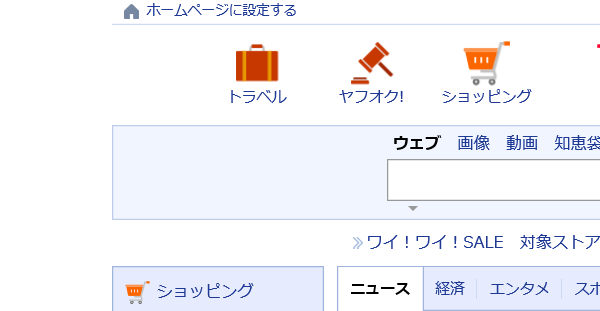 ホームページに設定する
トラベル ヤフオク! ショッピング
ウェブ 画像 動画 知恵袋
ワイ！ワイ！SALE 対象ストア
ショッピング ニュース 経済 エンタメ スポ